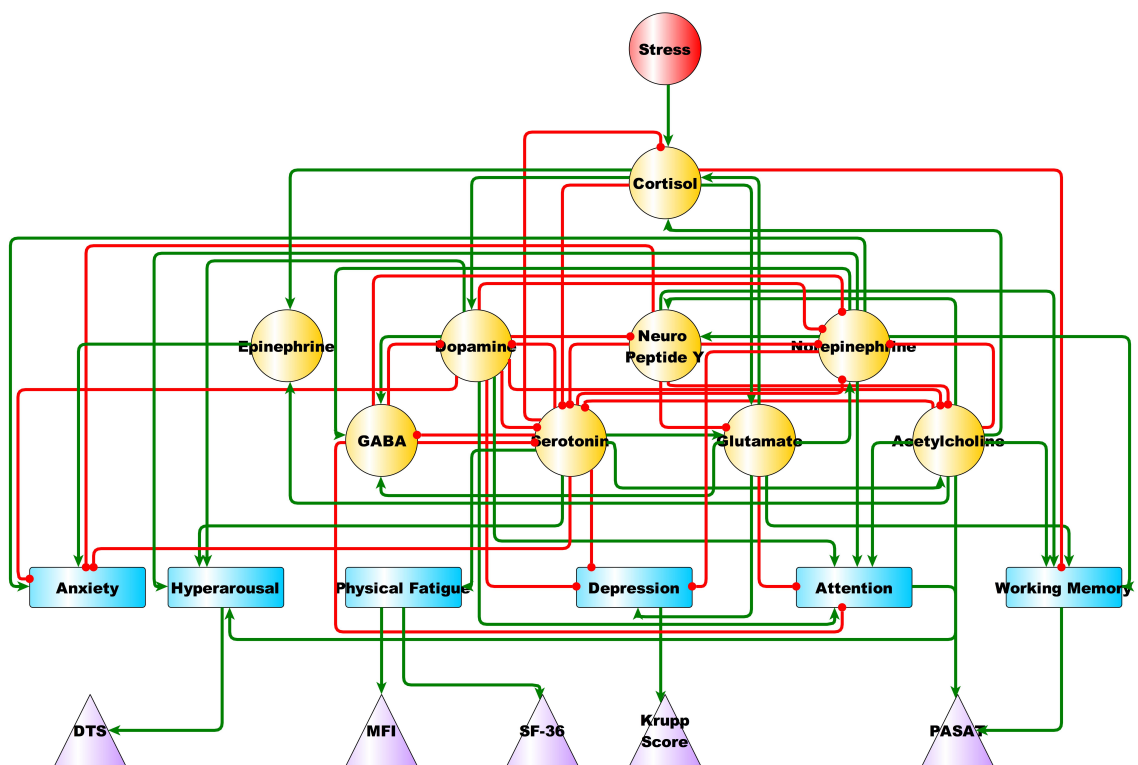 Stress
Cortisol
Epinephrine
Dopamine
Neuro
Peptide Y
Norepinephrine
GABA
Serotonin
Glutamate
Acetylcholine
Anxiety
Hyperarousal
Physical Fatigue
Depression
Attention
Working Memory
DTS
MFI
SF-36
Krupp
Score
PASAT